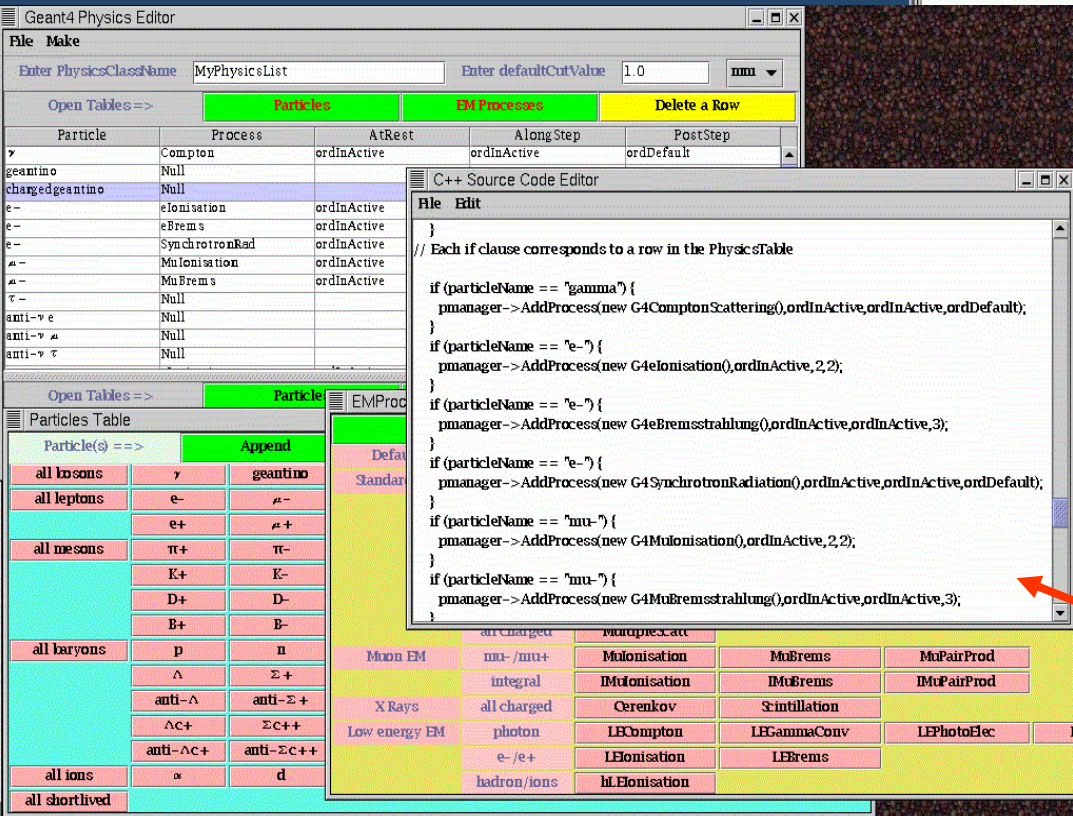 Geant4 Physics Editor
File Make
Enter PhysicsClassName MyPhysicsList Enter defaultCutValue 1.0 mm
Open Tables => Particles EM Processes Delete a Row
Particle Process AtRest AlongStep PostStep
γ Compton ordInActive ordInActive ordDefault
geantino Null
chargedgeantino Null
e- eIonisation ordInActive
e- eBrems ordInActive
e- SynchrotronRad ordInActive
μ- MuIonisation ordInActive
μ- MuBrems ordInActive
τ- Null
anti-ν e Null
anti-ν μ Null
anti-ν τ Null
Open Tables =>
C++ Source Code Editor
File Edit
}
// Each if clause corresponds to a row in the PhysicsTable
if (particleName == "gamma") {
pmanager->AddProcess(new G4ComptonScattering(),ordInActive,ordInActive,ordDefault);
}
if (particleName == "e-") {
pmanager->AddProcess(new G4eIonisation(),ordInActive,2,2);
}
if (particleName == "e-") {
pmanager->AddProcess(new G4eBremsstrahlung(),ordInActive,ordInActive,3);
}
if (particleName == "e-") {
pmanager->AddProcess(new G4SynchrotronRadiation(),ordInActive,ordInActive,ordDefault);
}
if (particleName == "mu-") {
pmanager->AddProcess(new G4MuIonisation(),ordInActive,2,2);
}
if (particleName == "mu-") {
pmanager->AddProcess(new G4MuBremsstrahlung(),ordInActive,ordInActive,3);
}
Particles Table
Particle(s) ==> Append
all bosons γ geantino
all leptons e- μ-
e+ μ+
all mesons π+ π-
K+ K-
D+ D-
B+ B-
all baryons p n
Λ Σ+
anti-Λ anti-Σ+
Λc+ Σc++
anti-Λc+ anti-Σc++
all ions α d
all shortlived
EMProc
all charged MultipleScatt
Muon EM mu-/mu+ MuIonisation MuBrems MuPairProd
integral IMuIonisation IMuBrems IMuPairProd
X Rays all charged Cerenkov Scintillation
Low energy EM photon LECompton LEGammaConv LEPhotoElec
e-/e+ LEIonisation LEBrems
hadron/ions hLEIonisation